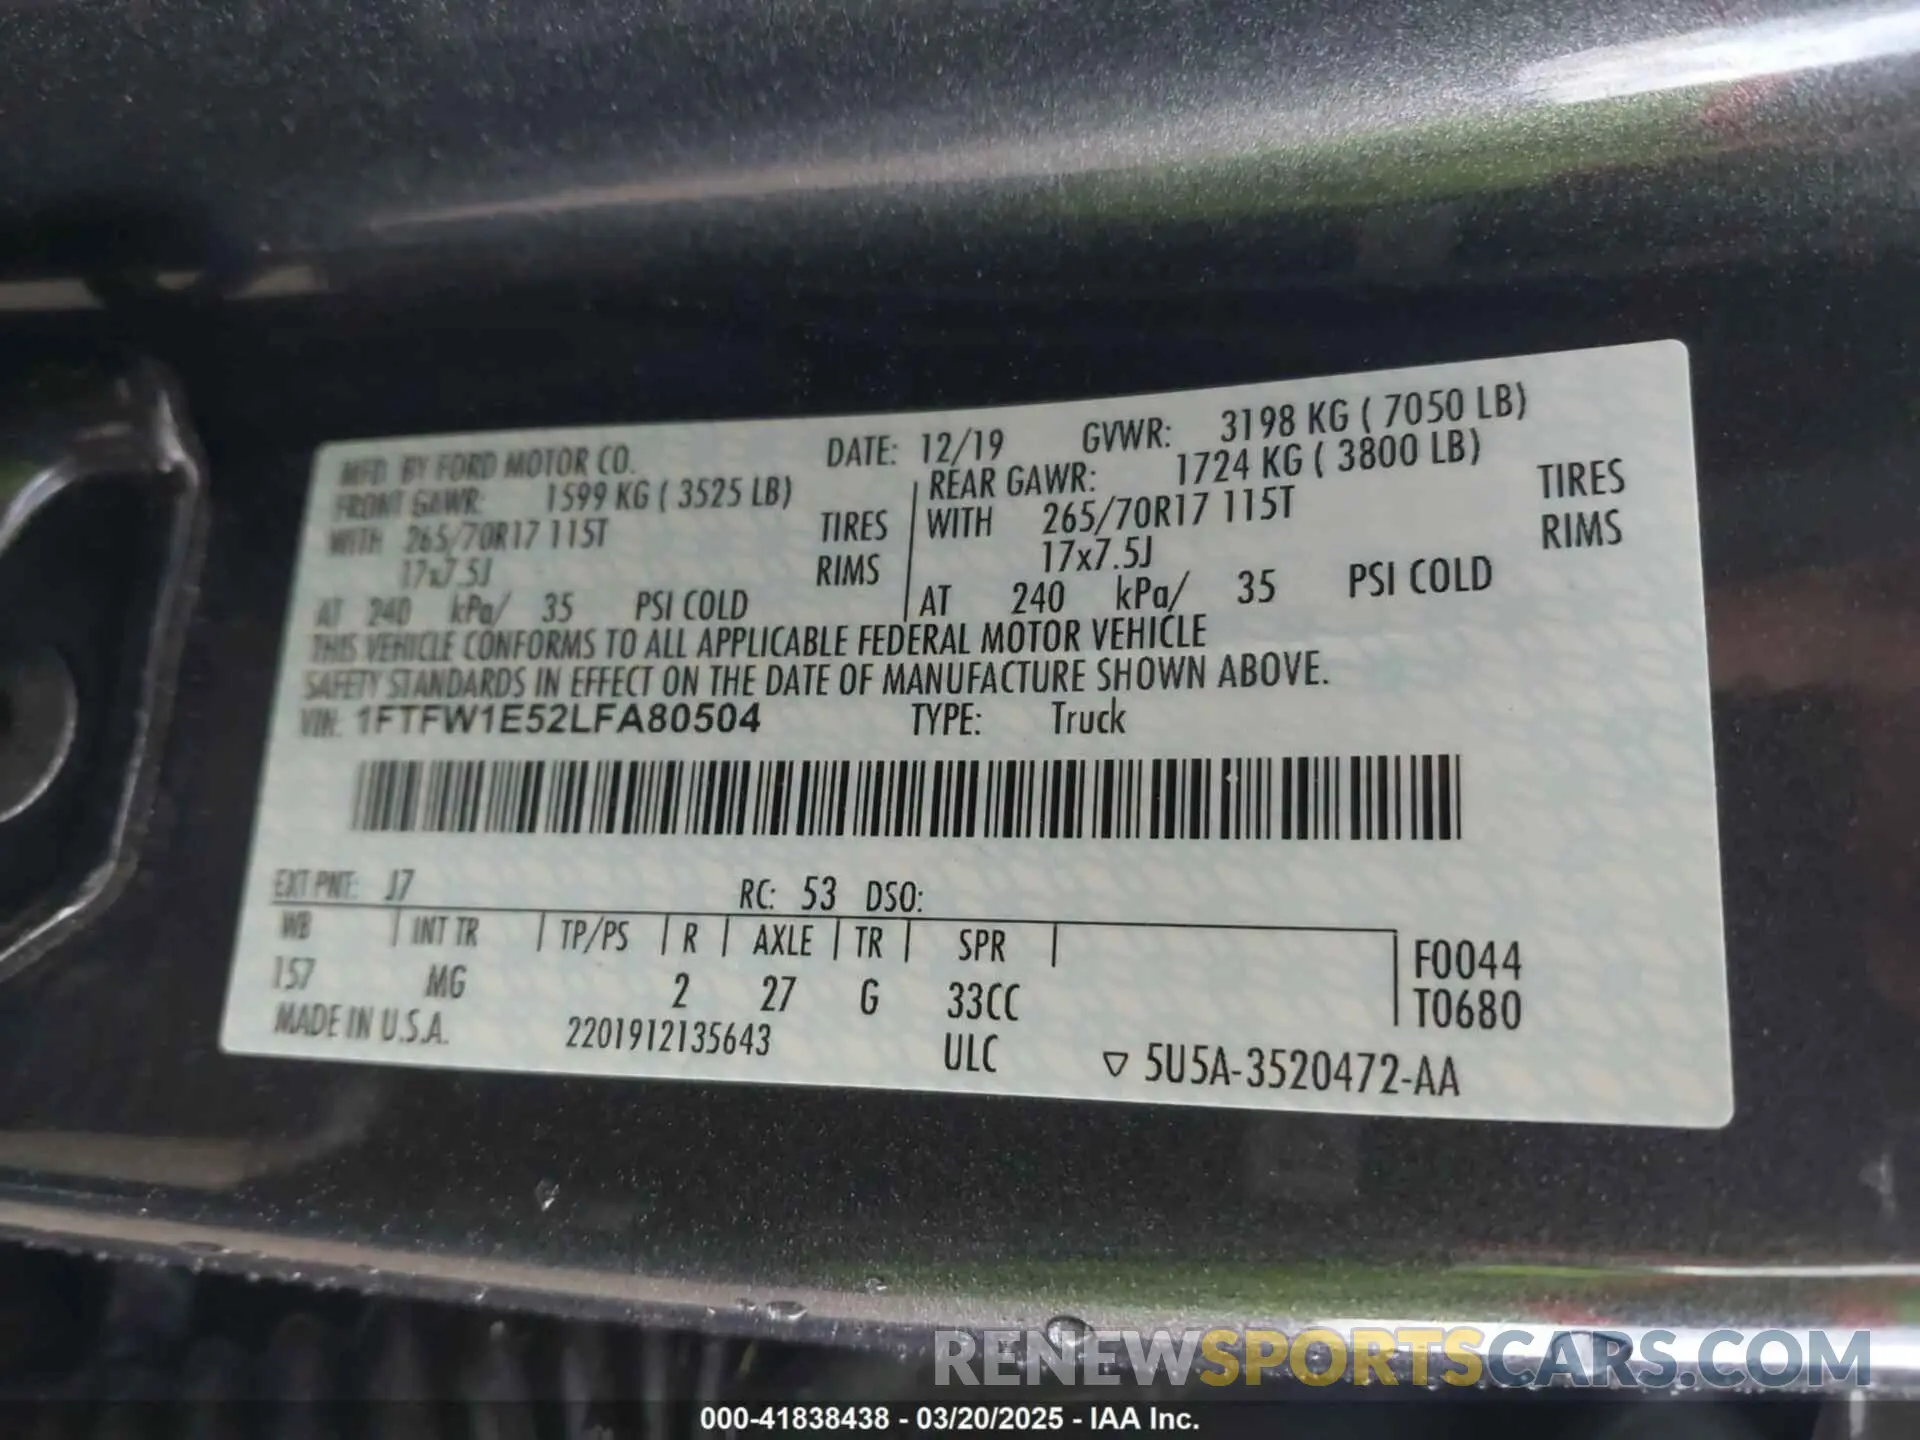 MFD. BY FORD MOTOR CO. DATE: 12/19 GVWR: 3198 KG ( 7050 LB)
FRONT GAWR: 1599 KG ( 3525 LB) REAR GAWR: 1724 KG ( 3800 LB)
WITH 265/70R17 115T TIRES WITH 265/70R17 115T TIRES
17x7.5J RIMS 17x7.5J RIMS
AT 240 kPa/ 35 PSI COLD AT 240 kPa/ 35 PSI COLD
THIS VEHICLE CONFORMS TO ALL APPLICABLE FEDERAL MOTOR VEHICLE
SAFETY STANDARDS IN EFFECT ON THE DATE OF MANUFACTURE SHOWN ABOVE.
VIN: 1FTFW1E52LFA80504 TYPE: Truck
EXT PNT: J7 RC: 53 DSO:
WB INT TR TP/PS R AXLE TR SPR F0044
157 MG 2 27 G 33CC T0680
MADE IN U.S.A. 2201912135643 ULC ▽ 5U5A-3520472-AA
RENEWSPORTSCARS.COM
000-41838438 - 03/20/2025 - IAA Inc.